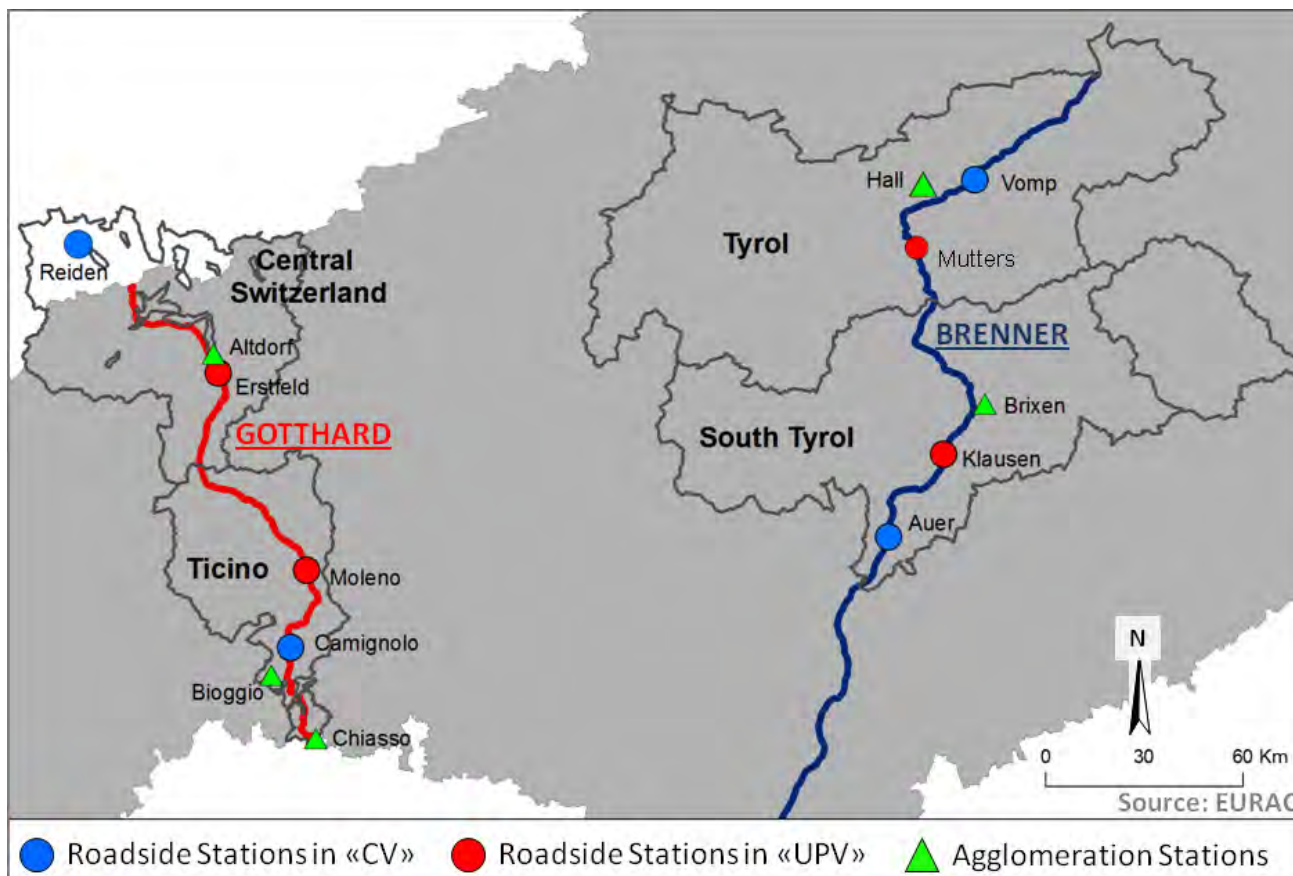 Reiden
Central
Switzerland
Altdorf
Erstfeld
GOTTHARD
Ticino
Moleno
Camignolo
Bioggio
Chiasso
Hall
Vomp
Tyrol
Mutters
BRENNER
Brixen
South Tyrol
Klausen
Auer
N
0 30 60 Km
Source: EURAC
Roadside Stations in «CV» Roadside Stations in «UPV» Agglomeration Stations